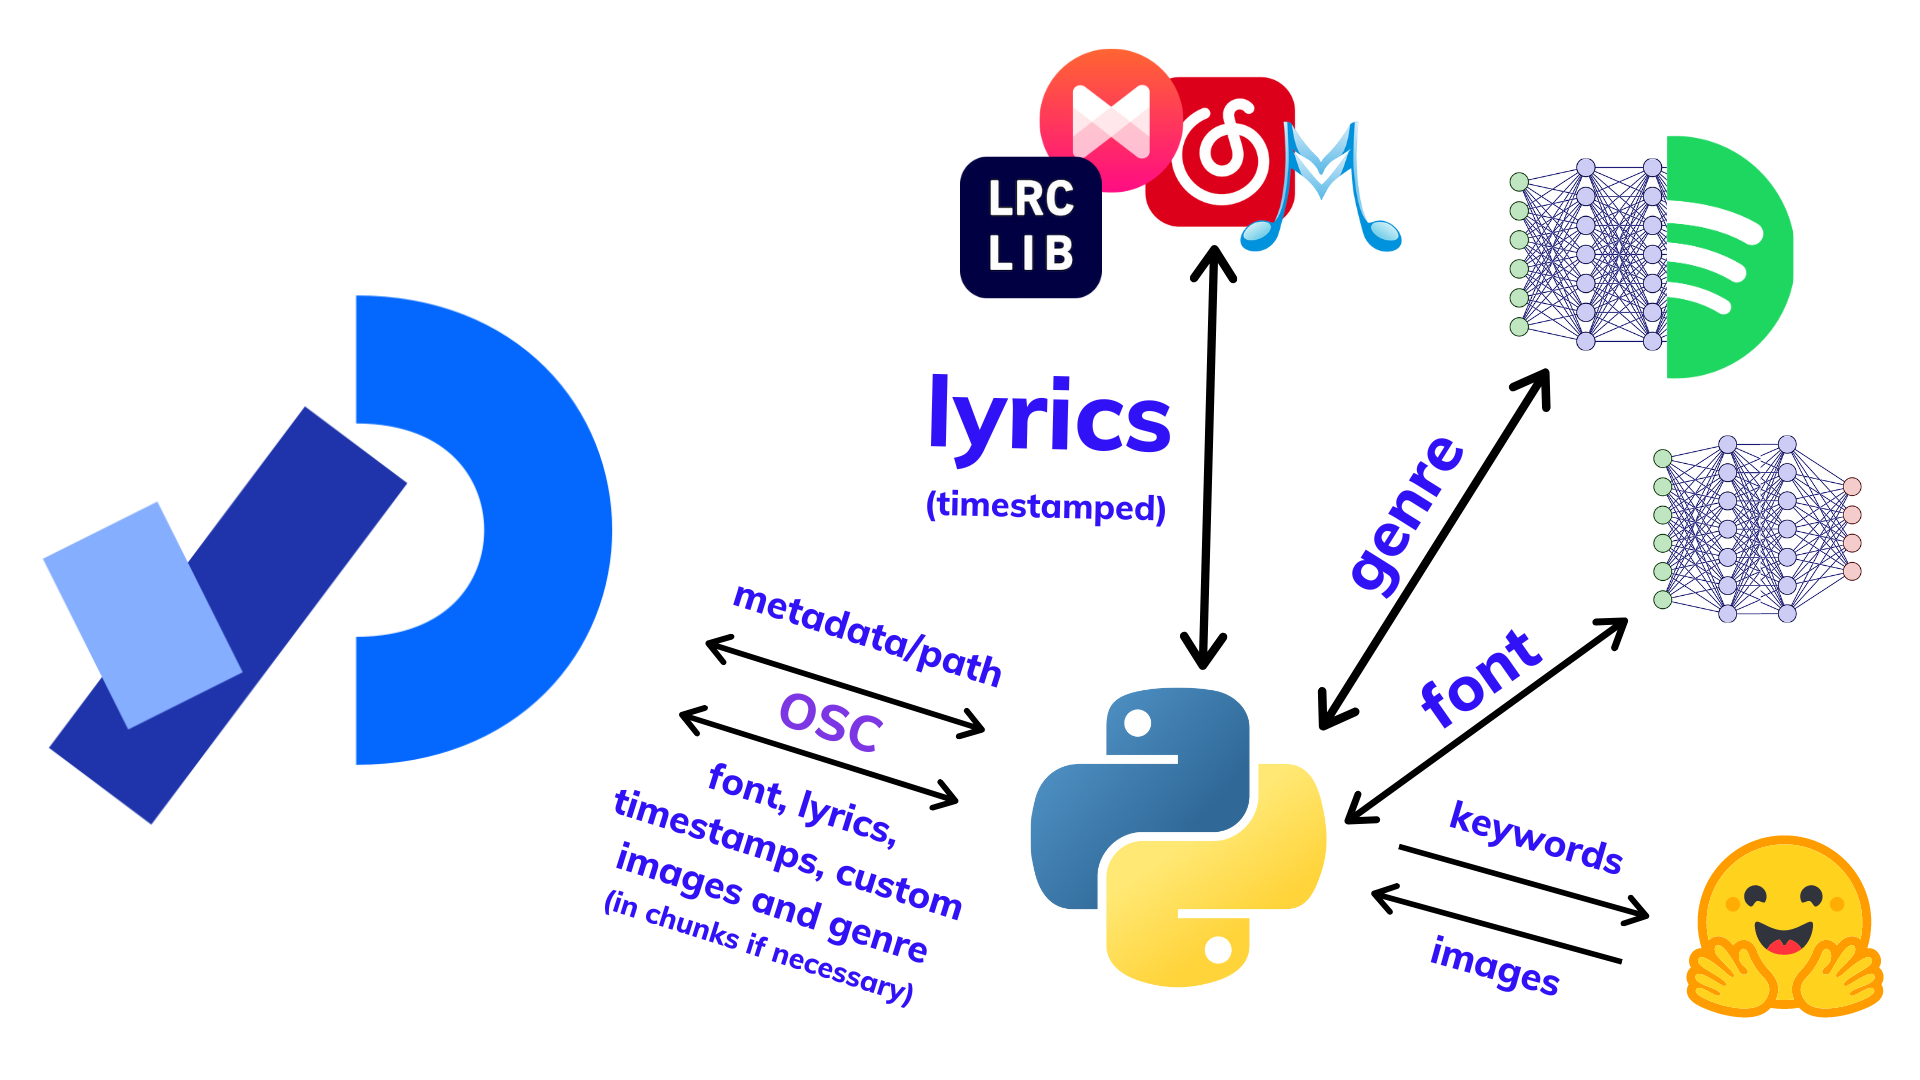 LRC
LIB
lyrics
(timestamped)
genre
font
metadata/path
OSC
font, lyrics,
timestamps, custom
images and genre
(in chunks if necessary)
keywords
images